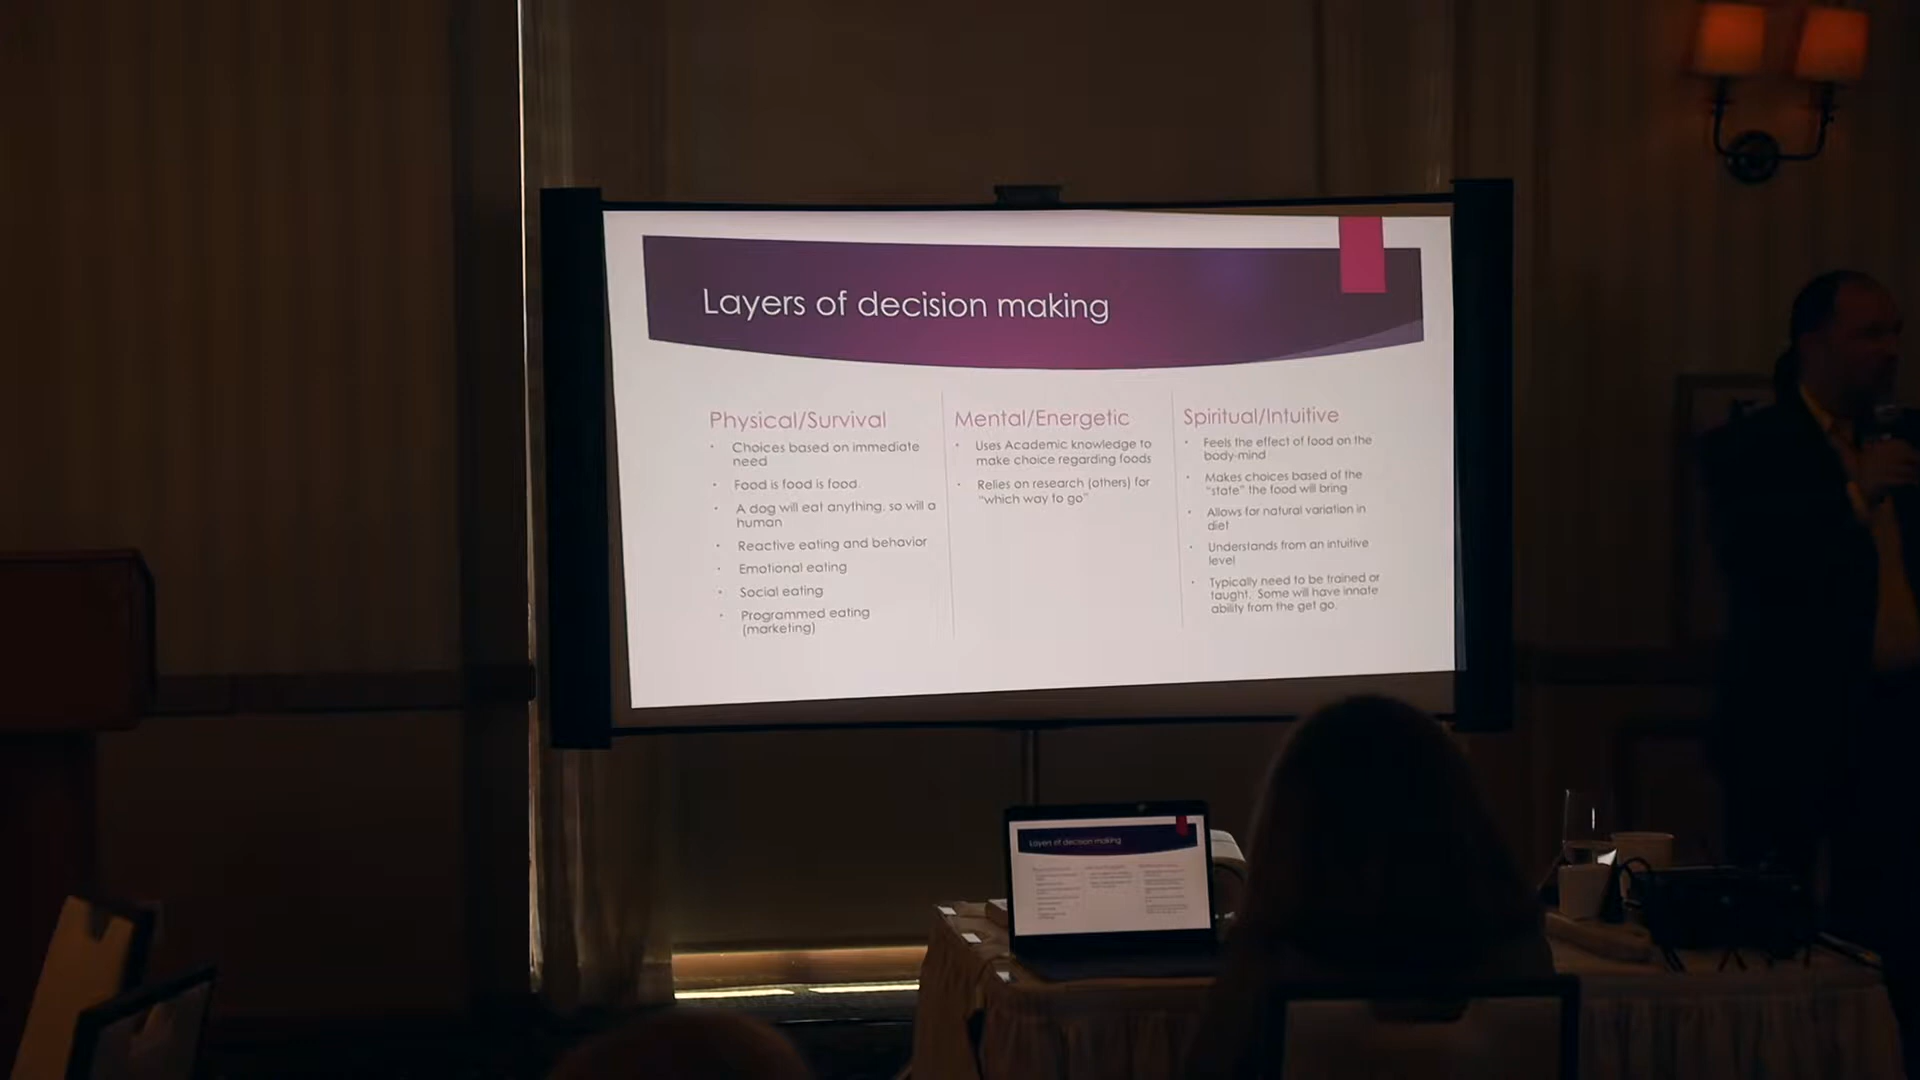 Layers of decision making
Physical/Survival
Choices based on immediate
need
Food is food is food.
A dog will eat anything, so will a
human
Reactive eating and behavior
Emotional eating
Social eating
Programmed eating
(marketing)
Mental/Energetic
Uses Academic knowledge to
make choice regarding foods
Relies on research (others) for
“which way to go”
Spiritual/Intuitive
Feels the effect of food on the
body-mind
Makes choices based of the
“state” the food will bring
Allows for natural variation in
diet
Understands from an intuitive
level
Typically need to be trained or
taught. Some will have innate
ability from the get go.
Layers of decision making